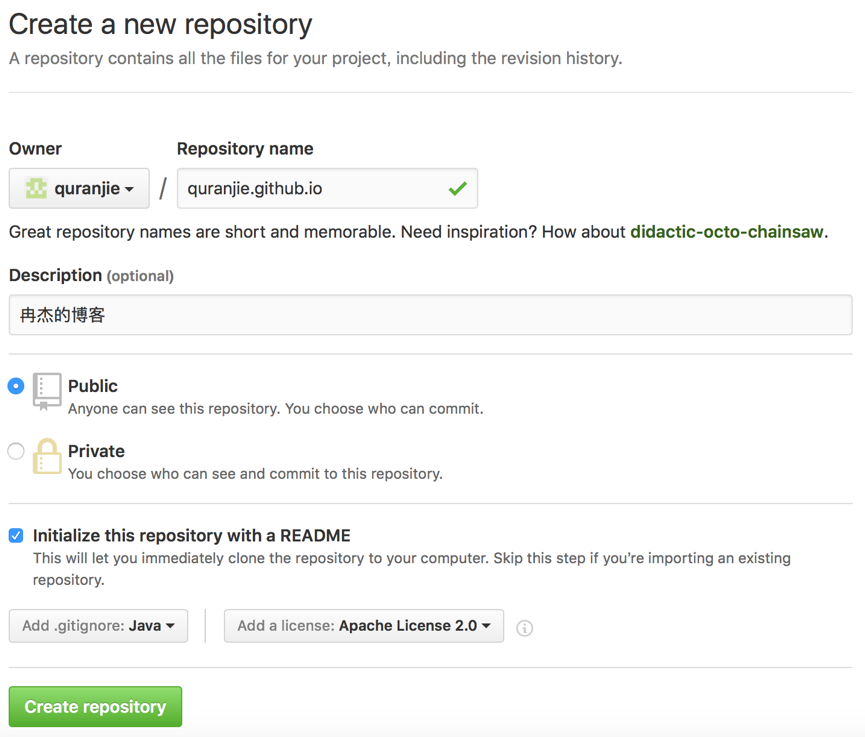 Create a new repository
A repository contains all the files for your project, including the revision history.
Owner
Repository name
quranjie / quranjie.github.io
Great repository names are short and memorable. Need inspiration? How about didactic-octo-chainsaw.
Description (optional)
冉杰的博客
Public
Anyone can see this repository. You choose who can commit.
Private
You choose who can see and commit to this repository.
Initialize this repository with a README
This will let you immediately clone the repository to your computer. Skip this step if you’re importing an existing
repository.
Add .gitignore: Java
Add a license: Apache License 2.0
Create repository